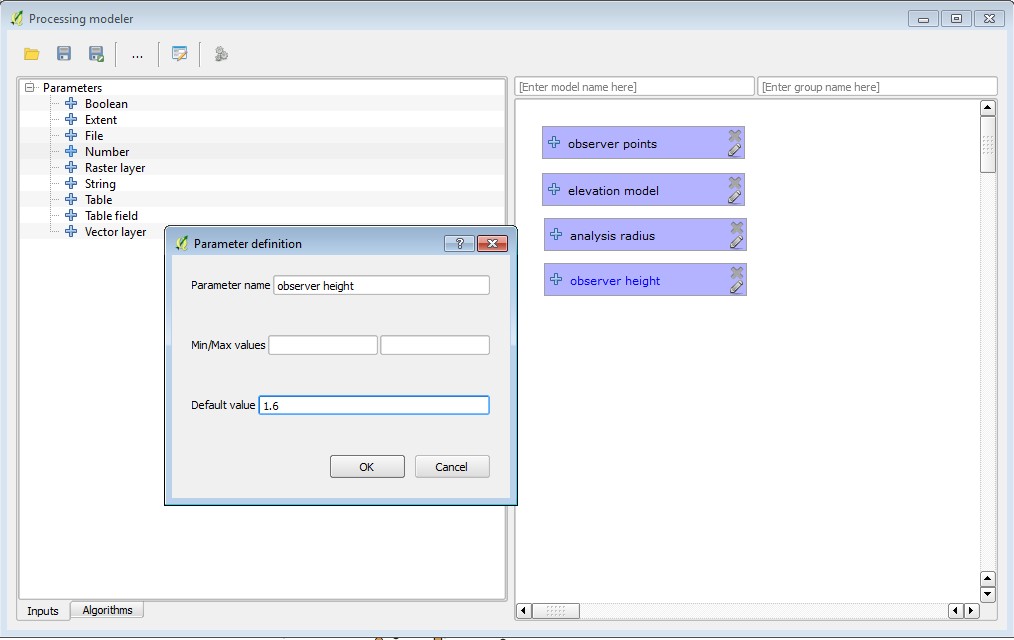 Processing modeler
...
[Enter model name here] [Enter group name here]
Parameters
Boolean
Extent
File
Number
Raster layer
String
Table
Table field
Vector layer
observer points
elevation model
analysis radius
observer height
Parameter definition
?
Parameter name observer height
Min/Max values
Default value 1.6
OK Cancel
Inputs Algorithms